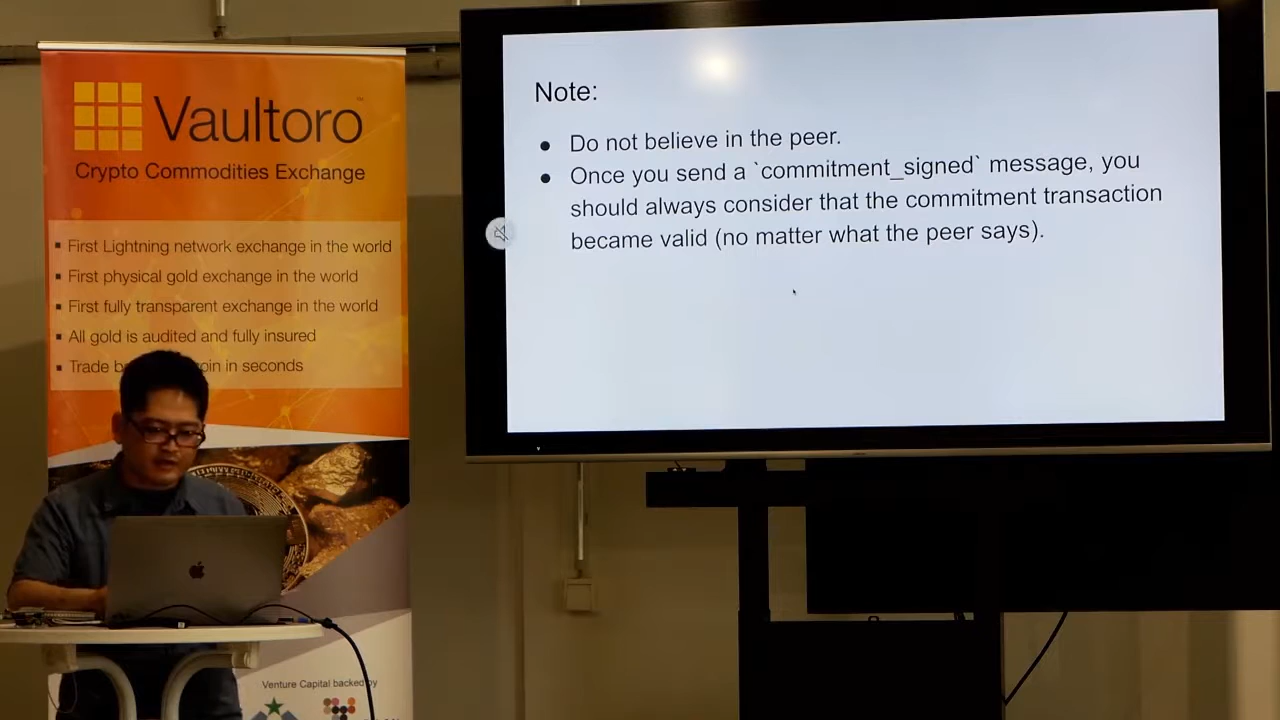 Vaultoro™
Crypto Commodities Exchange
▪ First Lightning network exchange in the world
▪ First physical gold exchange in the world
▪ First fully transparent exchange in the world
▪ All gold is audited and fully insured
▪ Trade in seconds
Venture Capital backed by
Note:
● Do not believe in the peer.
● Once you send a `commitment_signed` message, you
should always consider that the commitment transaction
became valid (no matter what the peer says).